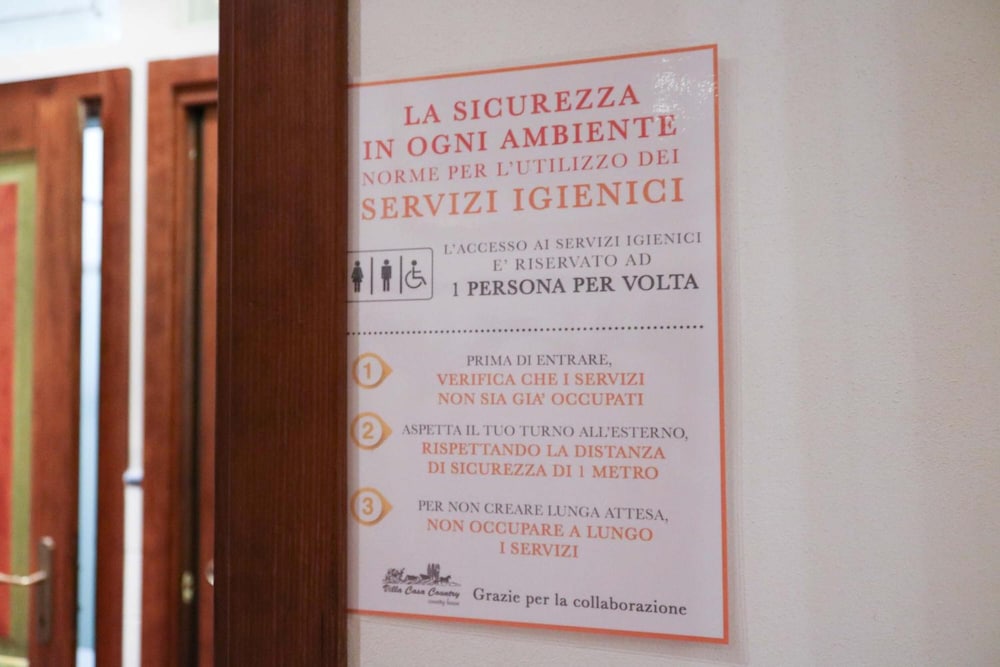 LA SICUREZZA
IN OGNI AMBIENTE
NORME PER L'UTILIZZO DEI
SERVIZI IGIENICI
L'ACCESSO AI SERVIZI IGIENICI
E' RISERVATO AD
1 PERSONA PER VOLTA
1
PRIMA DI ENTRARE,
VERIFICA CHE I SERVIZI
NON SIA GIA' OCCUPATI
2
ASPETTA IL TUO TURNO ALL'ESTERNO,
RISPETTANDO LA DISTANZA
DI SICUREZZA DI 1 METRO
3
PER NON CREARE LUNGA ATTESA,
NON OCCUPARE A LUNGO
I SERVIZI
Villa Casa Country
country house
Grazie per la collaborazione